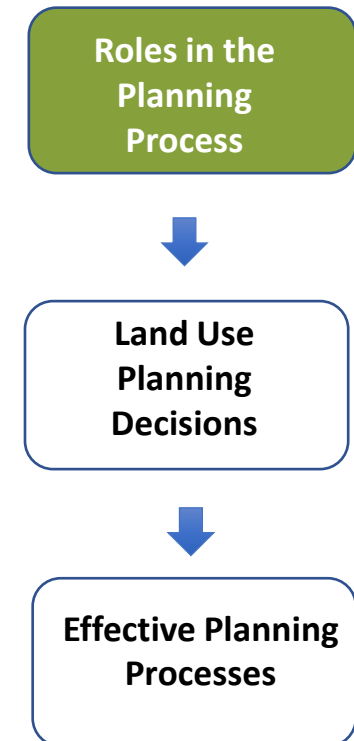 Roles in the
Planning
Process
Land Use
Planning
Decisions
Effective Planning
Processes